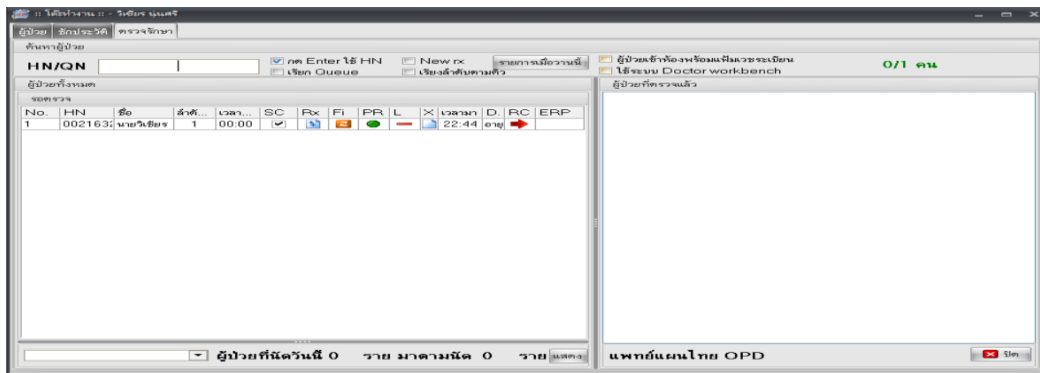 :: โต๊ะทำงาน :: - วิเชียร นุ่นศรี
ผู้ป่วย ซักประวัติ ตรวจรักษา
ค้นหาผู้ป่วย
HN/QN กด Enter ใช้ HN New rx รายการเมื่อวานนี้ ผู้ป่วยเข้าห้องพร้อมแฟ้มเวชระเบียน 0/1 คน
เรียก Queue เรียงลำดับตามคิว ใช้ระบบ Doctor workbench
ผู้ป่วยทั้งหมด ผู้ป่วยที่ตรวจแล้ว
รอตรวจ
No. HN ชื่อ ลำดั... เวลา... SC Rx Fi PR L X เวลามา D. RC ERP
1 002163 นายวิเชียร 1 00:00 22:44 อายุ
ผู้ป่วยที่นัดวันนี้ 0 ราย มาตามนัด 0 ราย แสดง แพทย์แผนไทย OPD ปิด